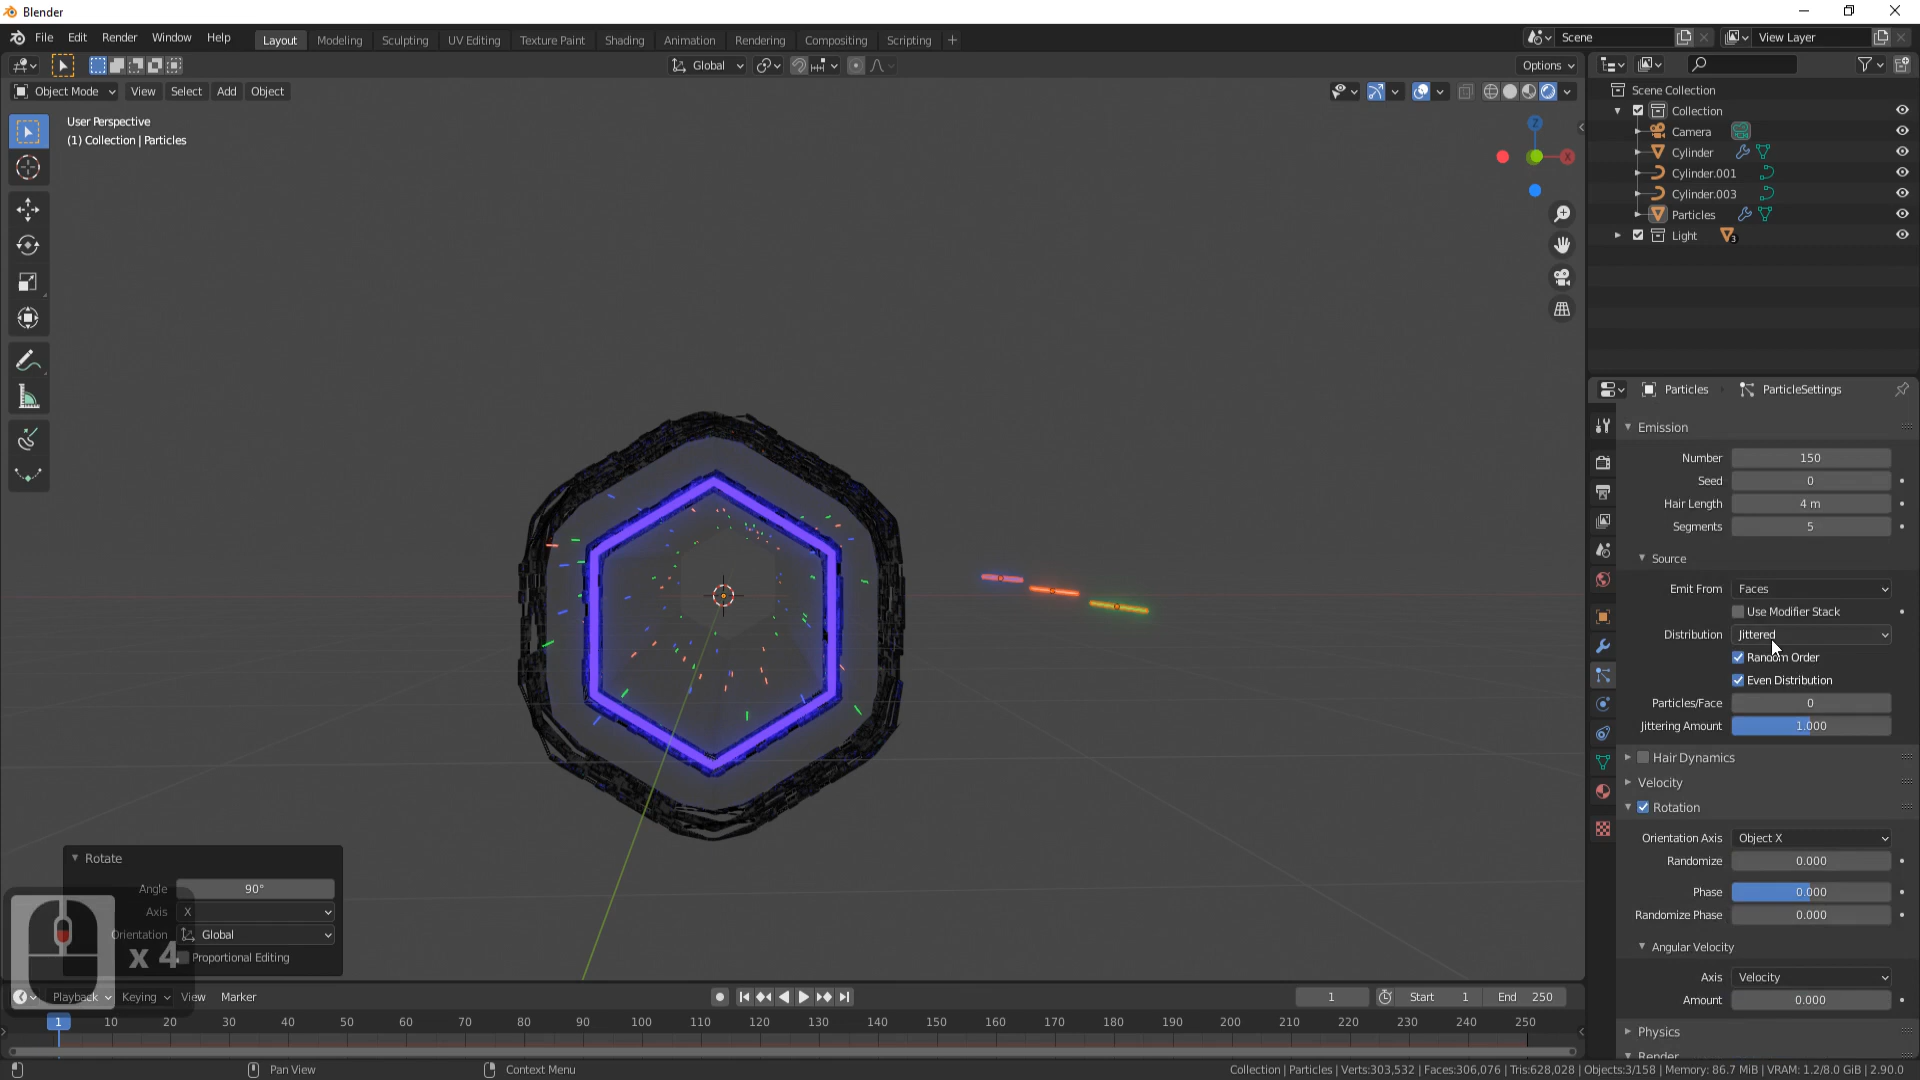 Blender
File Edit Render Window Help
Layout Modeling Sculpting UV Editing Texture Paint Shading Animation Rendering Compositing Scripting +
Scene
View Layer
Global
Options
Object Mode View Select Add Object
User Perspective
(1) Collection | Particles
Z
X
Scene Collection
Collection
Camera
Cylinder
Cylinder.001
Cylinder.003
Particles
Light 3
Particles ParticleSettings
Emission
Number 150
Seed 0
Hair Length 4 m
Segments 5
Source
Emit From Faces
Use Modifier Stack
Distribution Jittered
Random Order
Even Distribution
Particles/Face 0
Jittering Amount 1.000
Hair Dynamics
Velocity
Rotation
Orientation Axis Object X
Randomize 0.000
Phase 0.000
Randomize Phase 0.000
Angular Velocity
Axis Velocity
Amount 0.000
Physics
Render
Rotate
Angle 90°
Axis X
Orientation Global
Proportional Editing
x 4
Playback Keying View Marker
1 Start 1 End 250
1 10 20 30 40 50 60 70 80 90 100 110 120 130 140 150 160 170 180 190 200 210 220 230 240 250
Pan View Context Menu
Collection | Particles | Verts:303,532 | Faces:306,076 | Tris:628,028 | Objects:3/158 | Memory: 86.7 MiB | VRAM: 1.2/8.0 GiB | 2.90.0